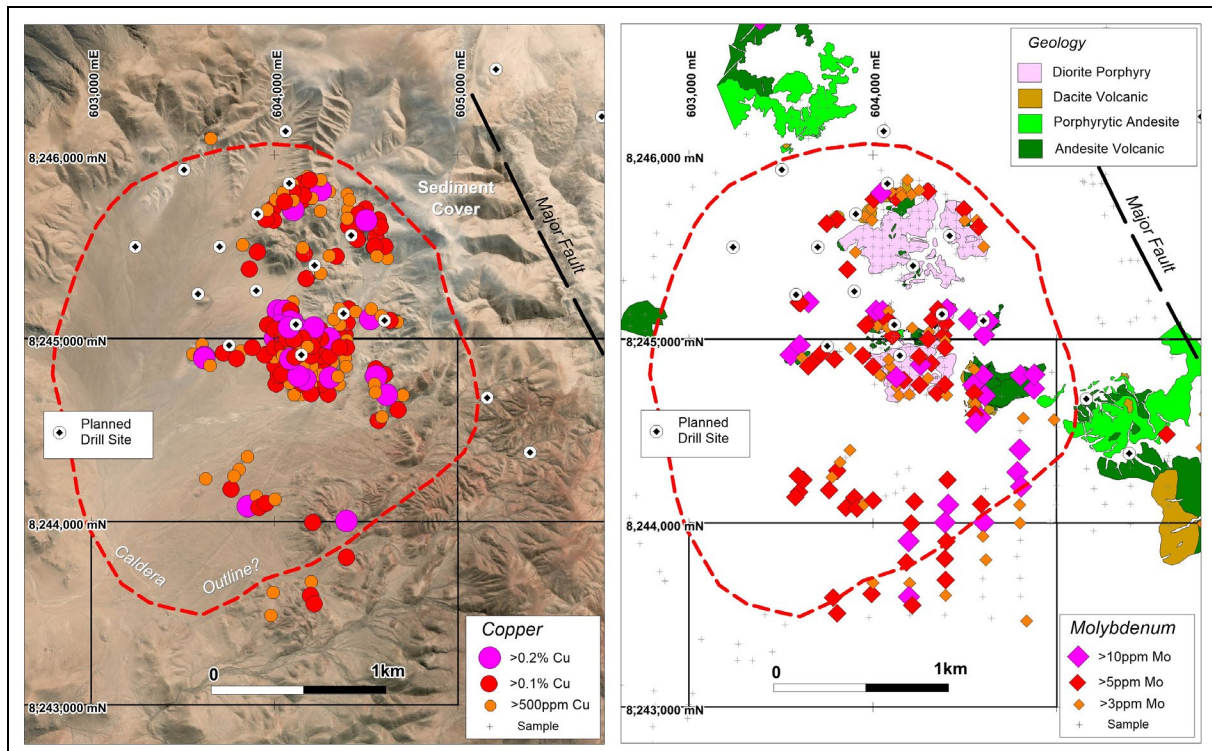 603,000 mE
604,000 mE
605,000 mE
8,246,000 mN
Sediment
Cover
Major Fault
8,245,000 mN
Planned
Drill Site
8,244,000 mN
Caldera
Outline?
Copper
>0.2% Cu
>0.1% Cu
>500ppm Cu
Sample
0
1km
8,243,000 mN
603,000 mE
604,000 mE
Geology
Diorite Porphyry
Dacite Volcanic
Porphyrytic Andesite
Andesite Volcanic
8,246,000 mN
Major Fault
8,245,000 mN
Planned
Drill Site
8,244,000 mN
Molybdenum
>10ppm Mo
>5ppm Mo
>3ppm Mo
Sample
0
1km
8,243,000 mN